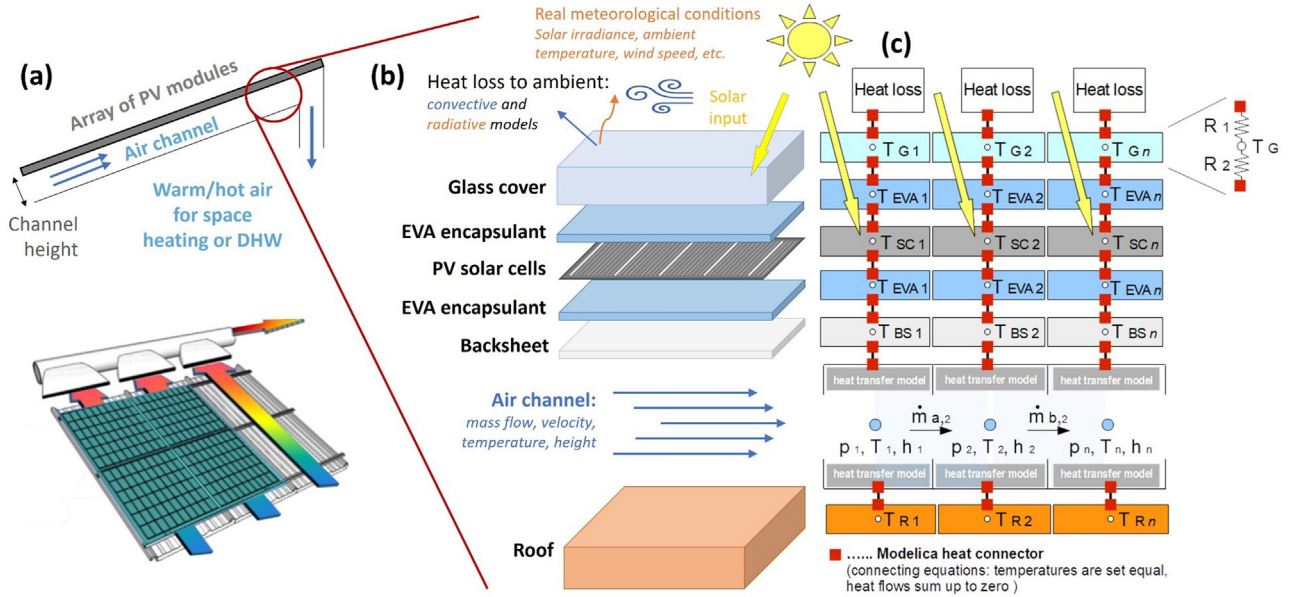 (a)
Array of PV modules
Air channel
Channel
height
Warm/hot air
for space
heating or DHW
Real meteorological conditions
Solar irradiance, ambient
temperature, wind speed, etc.
(b)
Heat loss to ambient:
convective and
radiative models
Solar
input
Glass cover
EVA encapsulant
PV solar cells
EVA encapsulant
Backsheet
Air channel:
mass flow, velocity,
temperature, height
Roof
(c)
Heat loss Heat loss Heat loss
T G 1 T G 2 T G n
R 1
T G
R 2
T EVA 1 T EVA 2 T EVA n
T SC 1 T SC 2 T SC n
T EVA 1 T EVA 2 T EVA n
T BS 1 T BS 2 T BS n
heat transfer model heat transfer model heat transfer model
ṁ a,2 ṁ b,2
p 1, T 1, h 1 p 2, T 2, h 2 p n, T n, h n
heat transfer model heat transfer model heat transfer model
T R 1 T R 2 T R n
...... Modelica heat connector
(connecting equations: temperatures are set equal,
heat flows sum up to zero )